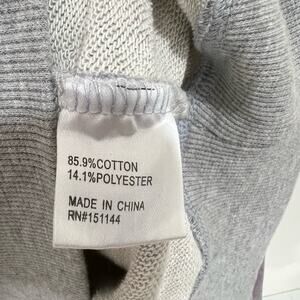 85.9%COTTON
14.1%POLYESTER
MADE IN CHINA
RN#151144